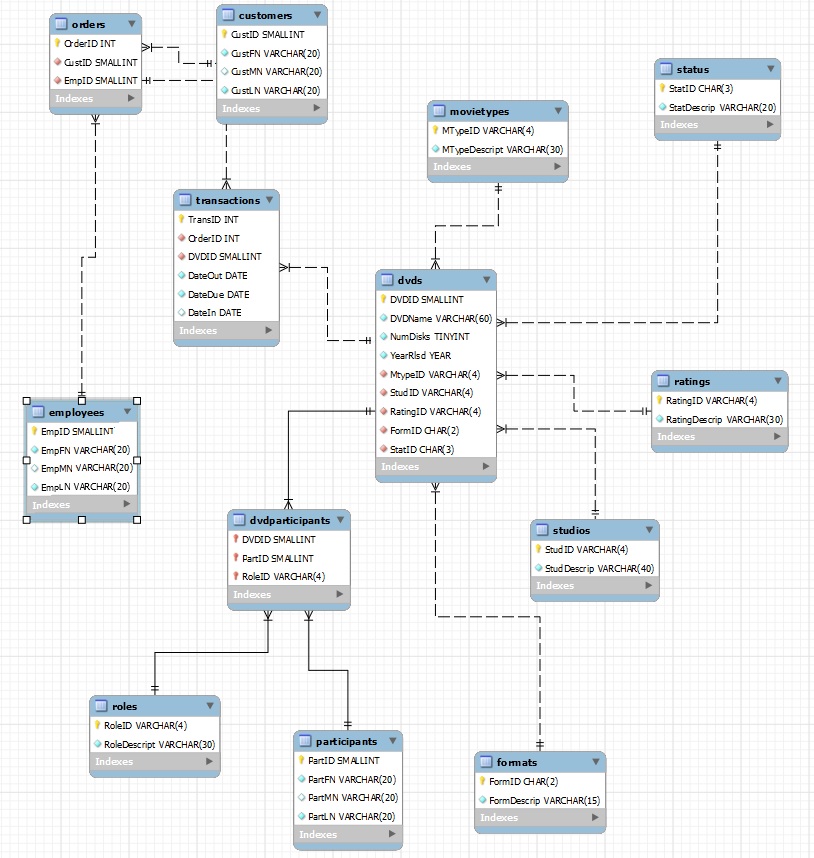 orders
OrderID INT
CustID SMALLINT
EmpID SMALLINT
Indexes
customers
CustID SMALLINT
CustFN VARCHAR(20)
CustMN VARCHAR(20)
CustLN VARCHAR(20)
Indexes
status
StatID CHAR(3)
StatDescrip VARCHAR(20)
Indexes
movietypes
MTypeID VARCHAR(4)
MTypeDescript VARCHAR(30)
Indexes
transactions
TransID INT
OrderID INT
DVDID SMALLINT
DateOut DATE
DateDue DATE
DateIn DATE
Indexes
dvds
DVDID SMALLINT
DVDName VARCHAR(60)
NumDisks TINYINT
YearRlsd YEAR
MtypeID VARCHAR(4)
StudID VARCHAR(4)
RatingID VARCHAR(4)
FormID CHAR(2)
StatID CHAR(3)
Indexes
ratings
RatingID VARCHAR(4)
RatingDescrip VARCHAR(30)
Indexes
employees
EmpID SMALLINT
EmpFN VARCHAR(20)
EmpMN VARCHAR(20)
EmpLN VARCHAR(20)
Indexes
dvdparticipants
DVDID SMALLINT
PartID SMALLINT
RoleID VARCHAR(4)
Indexes
studios
StudID VARCHAR(4)
StudDescrip VARCHAR(40)
Indexes
roles
RoleID VARCHAR(4)
RoleDescript VARCHAR(30)
Indexes
participants
PartID SMALLINT
PartFN VARCHAR(20)
PartMN VARCHAR(20)
PartLN VARCHAR(20)
Indexes
formats
FormID CHAR(2)
FormDescrip VARCHAR(15)
Indexes